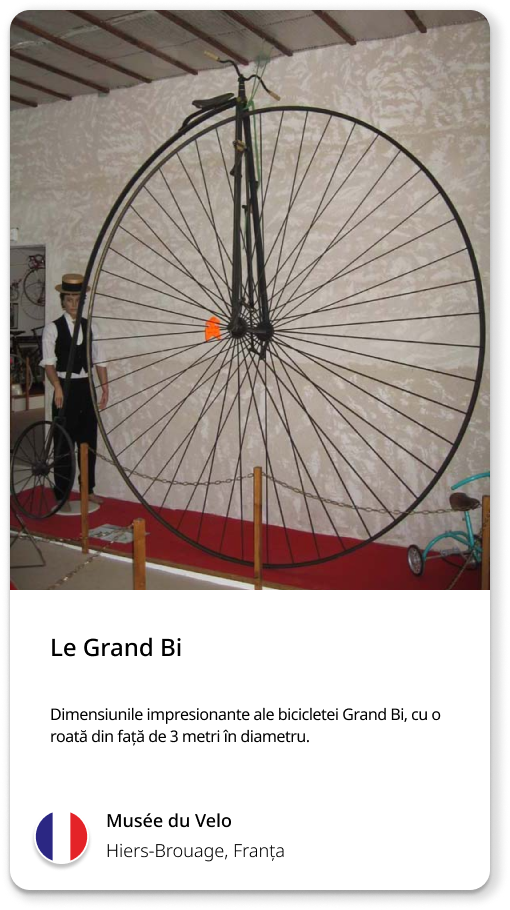 Le Grand Bi
Dimensiunile impresionante ale bicicletei Grand Bi, cu o
roată din față de 3 metri în diametru.
Musée du Velo
Hiers-Brouage, Franța